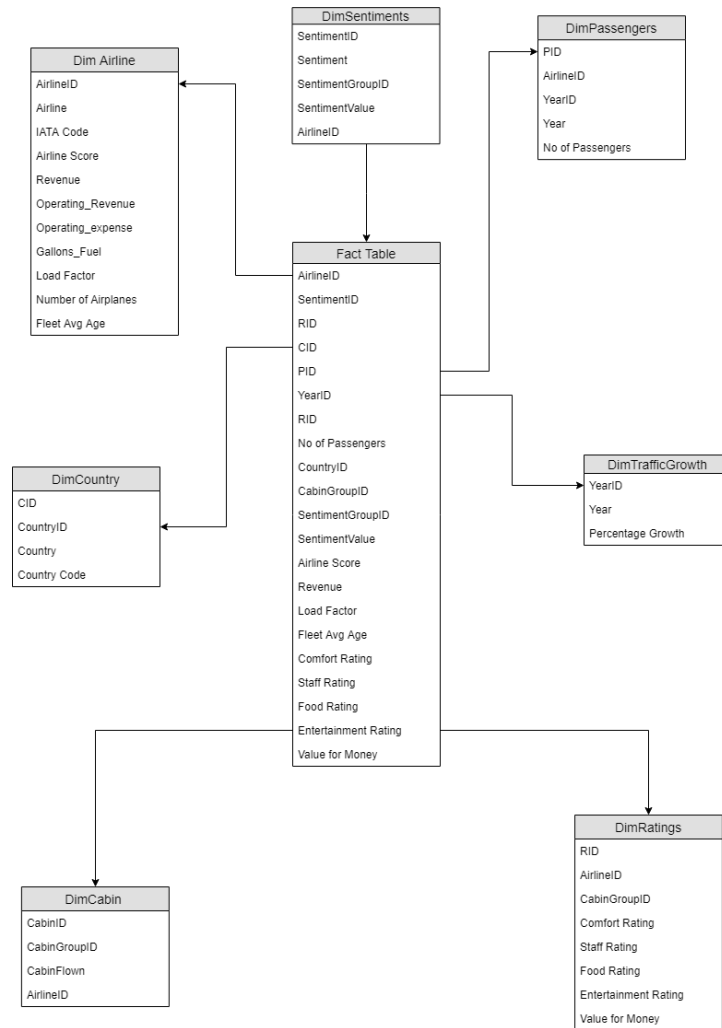 DimSentiments
SentimentID
Sentiment
SentimentGroupID
SentimentValue
AirlineID
DimPassengers
PID
AirlineID
YearID
Year
No of Passengers
Dim Airline
AirlineID
Airline
IATA Code
Airline Score
Revenue
Operating_Revenue
Operating_expense
Gallons_Fuel
Load Factor
Number of Airplanes
Fleet Avg Age
Fact Table
AirlineID
SentimentID
RID
CID
PID
YearID
RID
No of Passengers
CountryID
CabinGroupID
SentimentGroupID
SentimentValue
Airline Score
Revenue
Load Factor
Fleet Avg Age
Comfort Rating
Staff Rating
Food Rating
Entertainment Rating
Value for Money
DimCountry
CID
CountryID
Country
Country Code
DimTrafficGrowth
YearID
Year
Percentage Growth
DimCabin
CabinID
CabinGroupID
CabinFlown
AirlineID
DimRatings
RID
AirlineID
CabinGroupID
Comfort Rating
Staff Rating
Food Rating
Entertainment Rating
Value for Money